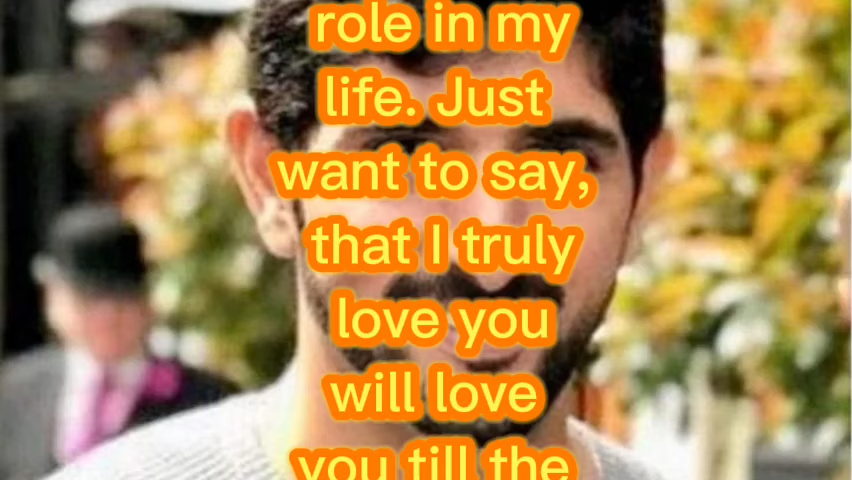 role in my
life. Just
want to say,
that I truly
love you
will love
you till the